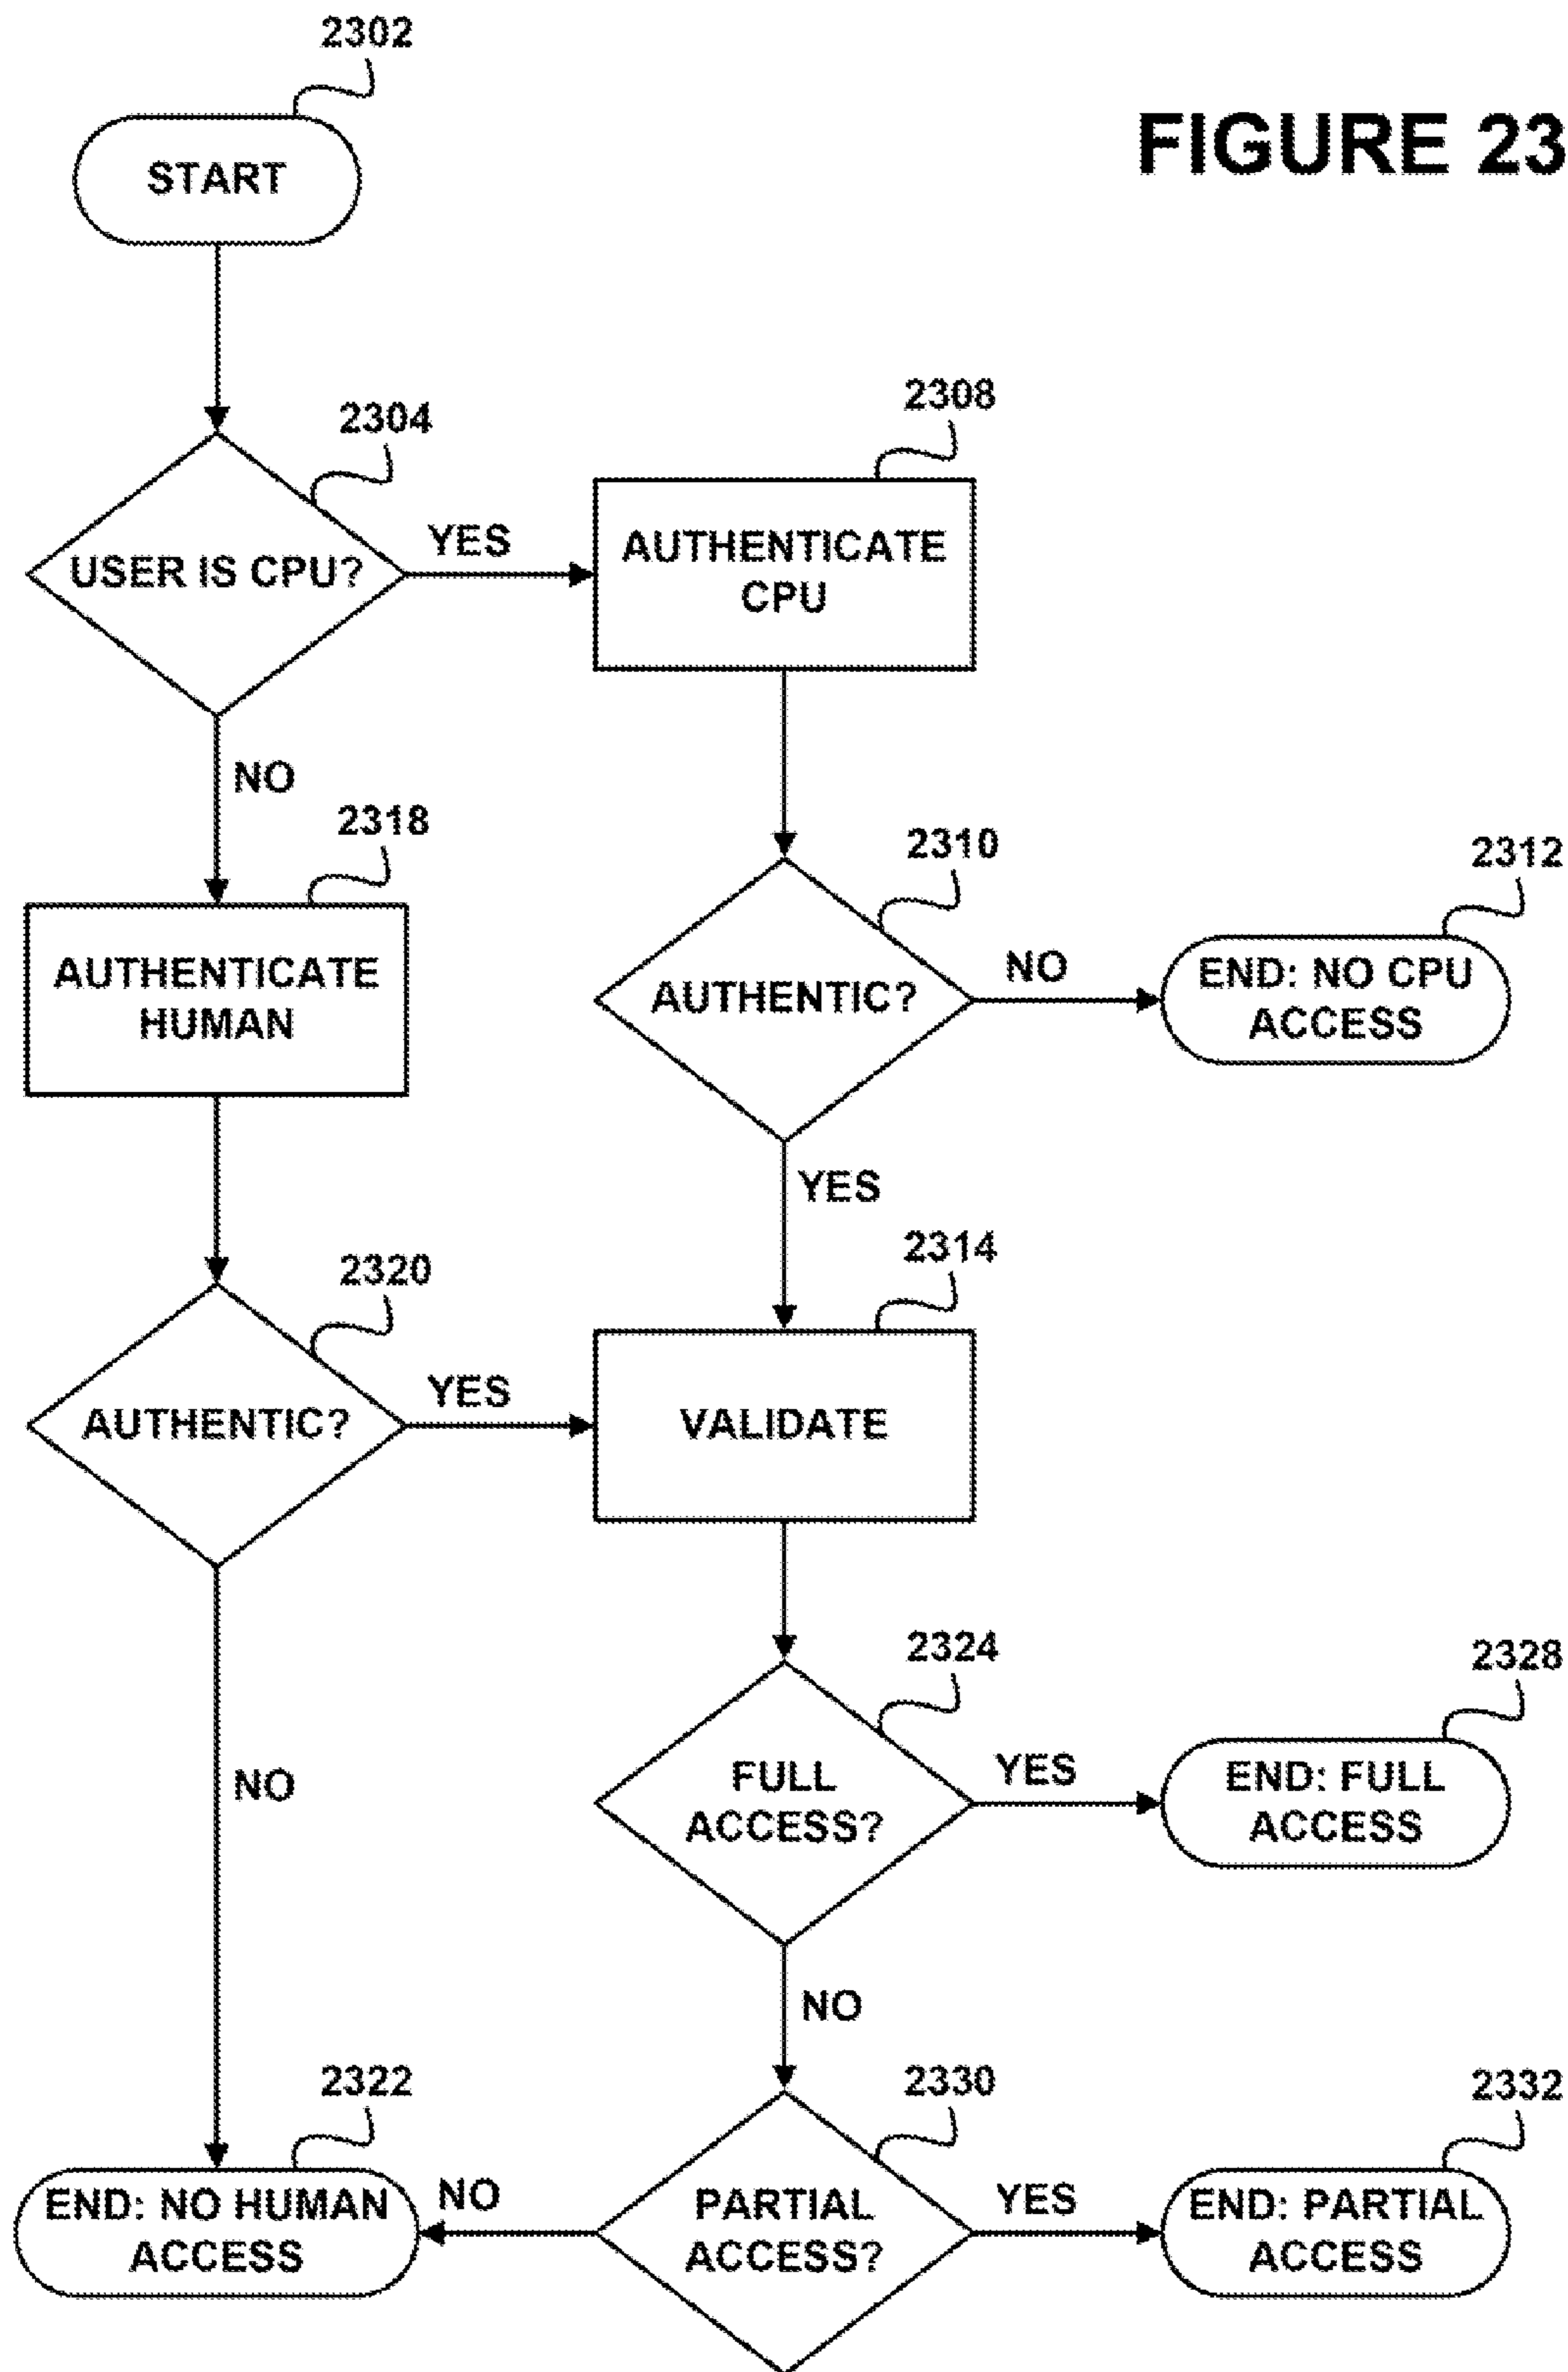 2302
FIGURE 23
START
2304
2308
USER IS CPU?
YES
AUTHENTICATE
CPU
NO
2318
2310
2312
AUTHENTICATE
HUMAN
AUTHENTIC?
NO
END: NO CPU
ACCESS
YES
2320
2314
AUTHENTIC?
YES
VALIDATE
2324
2328
NO
FULL
ACCESS?
YES
END: FULL
ACCESS
NO
2322
2330
2332
END: NO HUMAN
ACCESS
NO
PARTIAL
ACCESS?
YES
END: PARTIAL
ACCESS